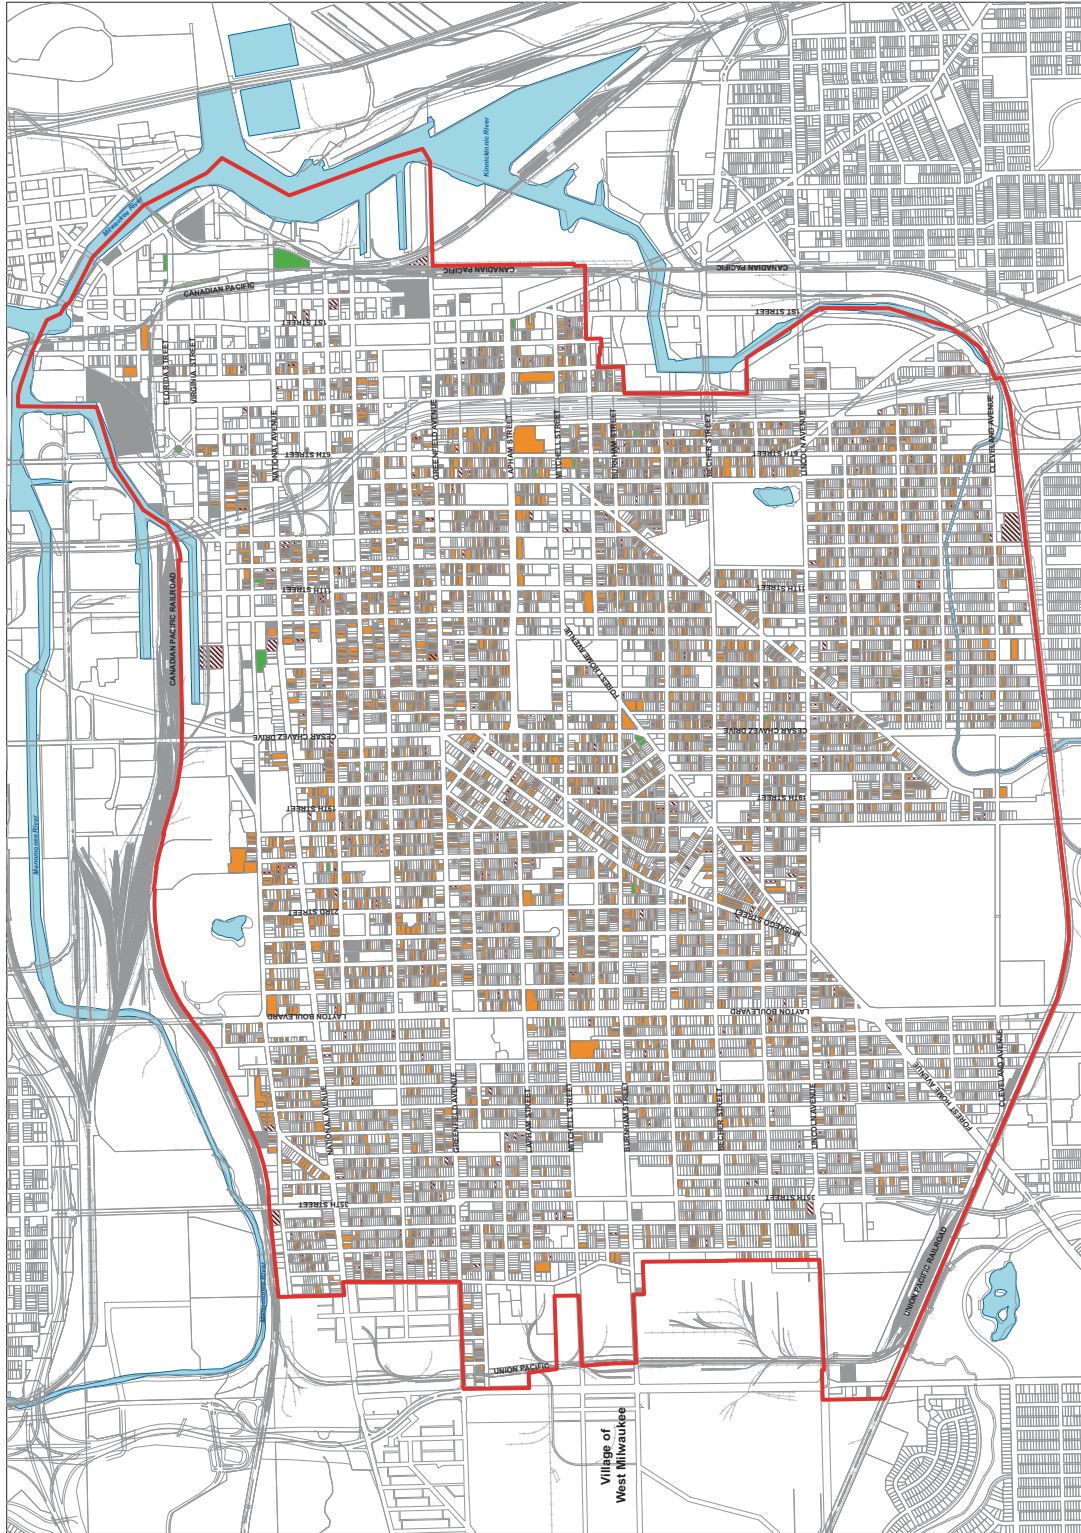 Milwaukee River
Kinnickinnic River
CANADIAN PACIFIC
CANADIAN PACIFIC
CANADIAN PACIFIC
1ST STREET
1ST STREET
FLORIDA STREET
VIRGINIA STREET
NATIONAL AVENUE
6TH STREET
GREENFIELD AVENUE
LAPHAM STREET
MITCHELL STREET
BURNHAM STREET
BECHER STREET
6TH STREET
LINCOLN AVENUE
CLEVELAND AVENUE
CANADIAN PACIFIC RAILROAD
11TH STREET
11TH STREET
FOREST HOME AVENUE
CESAR CHAVEZ DRIVE
CESAR CHAVEZ DRIVE
19TH STREET
19TH STREET
Menomonee River
23RD STREET
MUSKEGO STREET
LAYTON BOULEVARD
LAYTON BOULEVARD
NATIONAL AVENUE
GREENFIELD AVENUE
LAPHAM STREET
MITCHELL STREET
BURNHAM STREET
BECHER STREET
LINCOLN AVENUE
FOREST HOME AVENUE
CLEVELAND AVENUE
35TH STREET
35TH STREET
Menomonee River
UNION PACIFIC RAILROAD
UNION PACIFIC
Village of
West Milwaukee